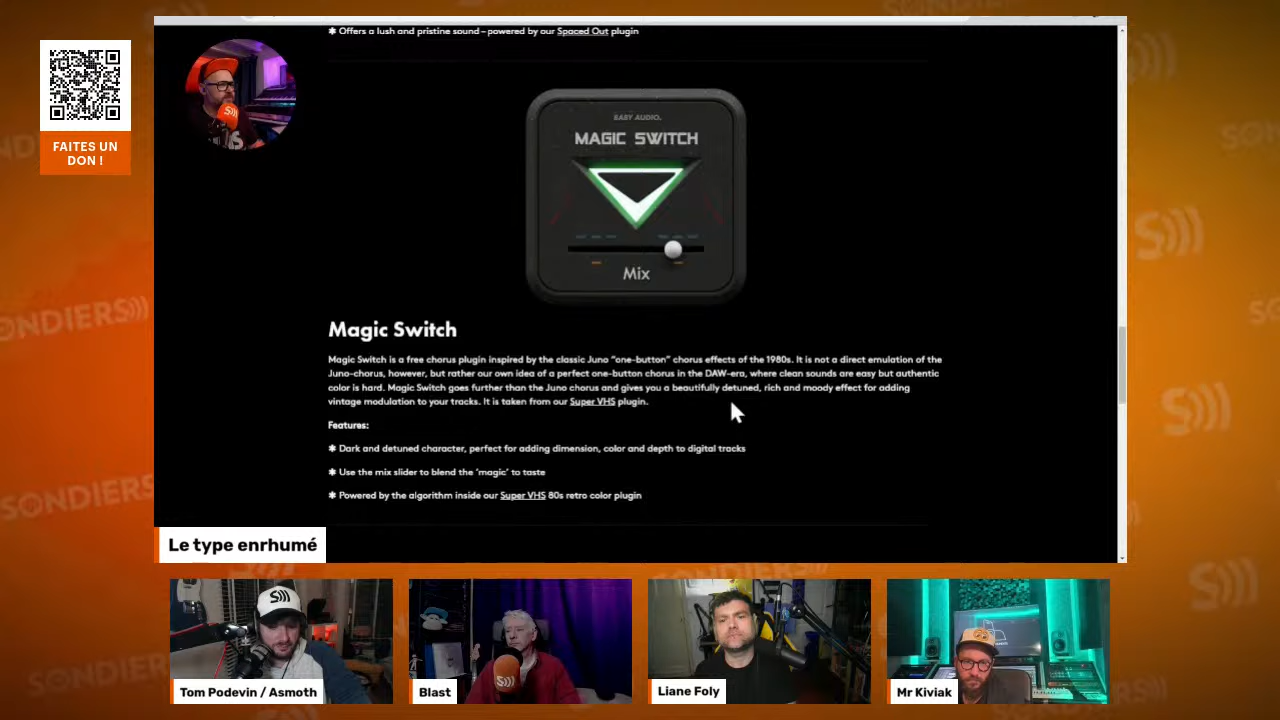 ✱ Offers a lush and pristine sound – powered by our Spaced Out plugin
FAITES UN
DON !
EASY AUDIO.
MAGIC SWITCH
Mix
Magic Switch
Magic Switch is a free chorus plugin inspired by the classic Juno “one-button” chorus effects of the 1980s. It is not a direct emulation of the
Juno-chorus, however, but rather our own idea of a perfect one-button chorus in the DAW-era, where clean sounds are easy but authentic
color is hard. Magic Switch goes further than the Juno chorus and gives you a beautifully detuned, rich and moody effect for adding
vintage modulation to your tracks. It is taken from our Super VHS plugin.
Features:
✱ Dark and detuned character, perfect for adding dimension, color and depth to digital tracks
✱ Use the mix slider to blend the ‘magic’ to taste
✱ Powered by the algorithm inside our Super VHS 80s retro color plugin
Le type enrhumé
Tom Podevin / Asmoth
Blast
Liane Foly
Mr Kiviak
SONDIERS